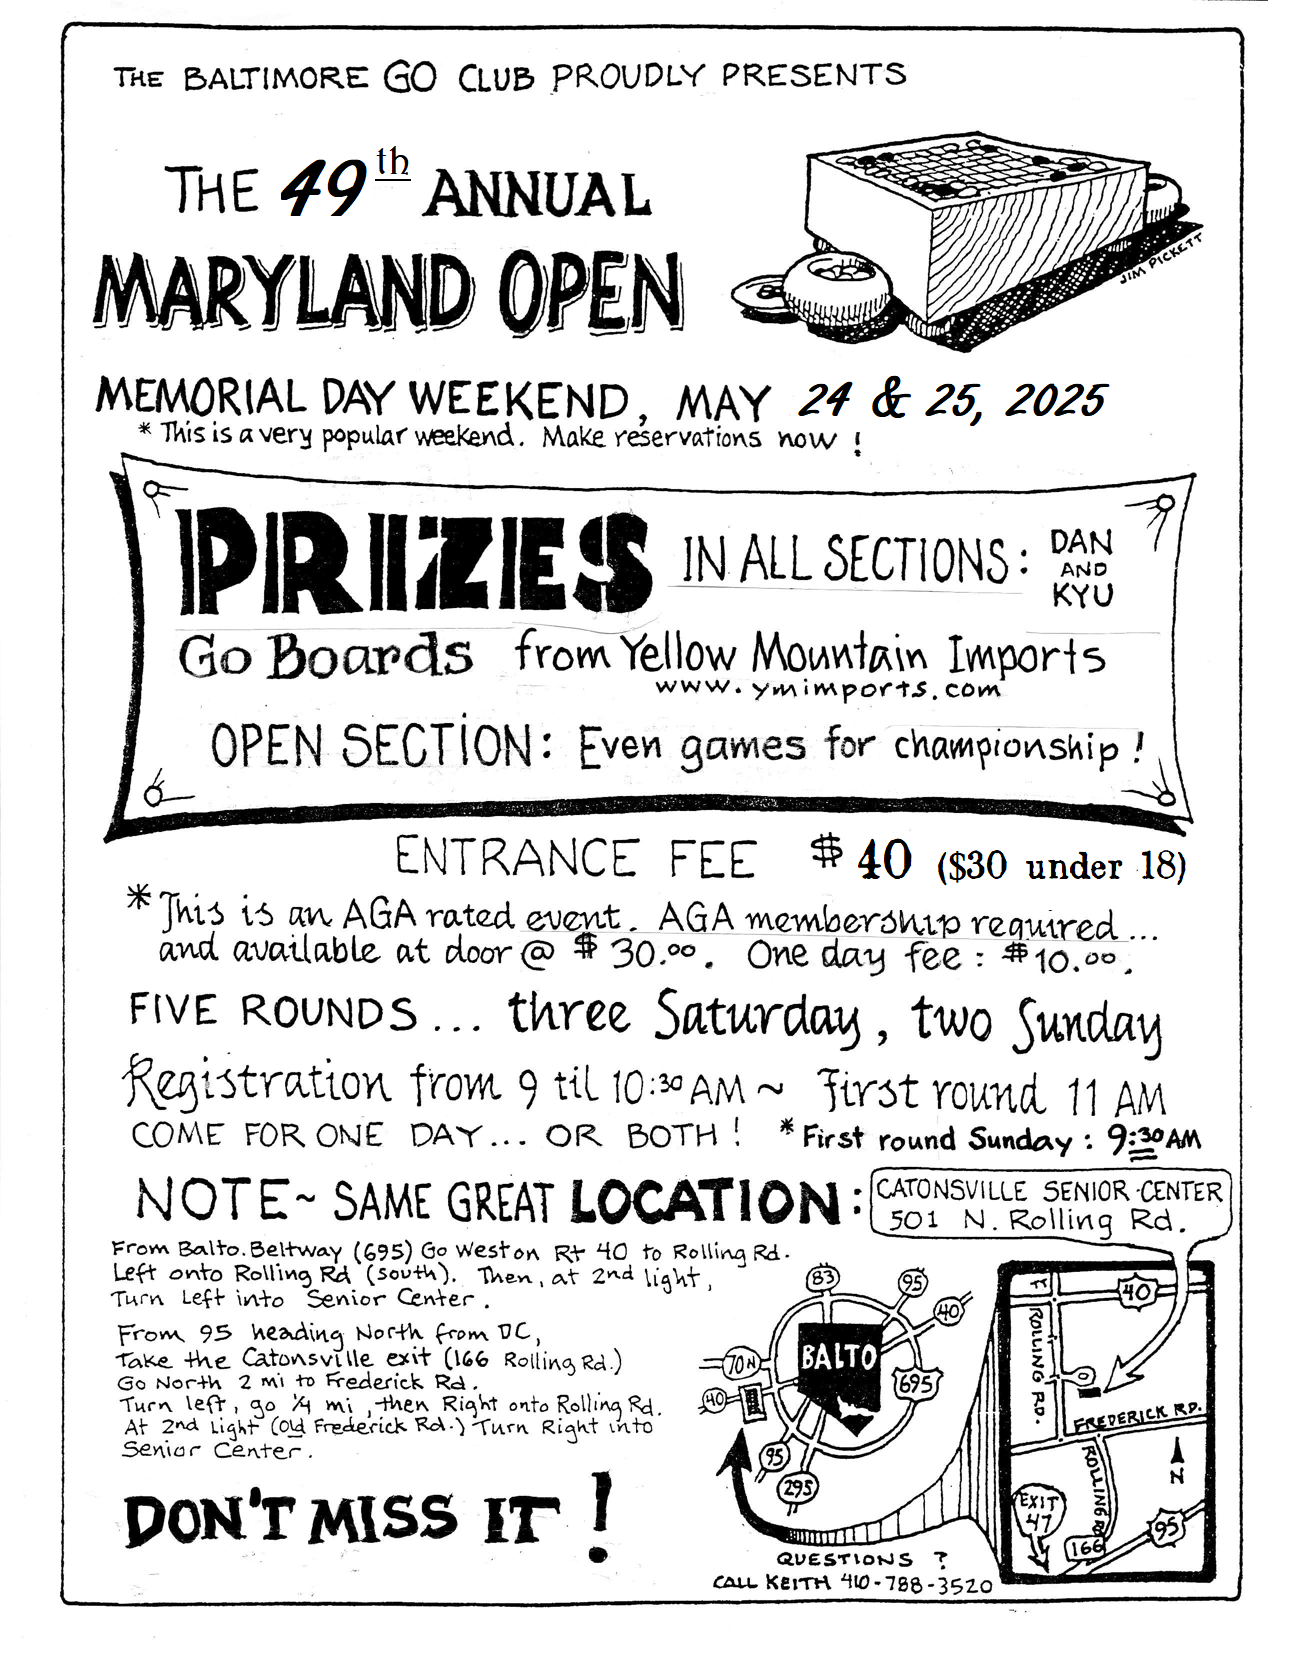 THE BALTIMORE GO CLUB PROUDLY PRESENTS
THE 49th ANNUAL
MARYLAND OPEN
JIM PICKETT
MEMORIAL DAY WEEKEND, MAY 24 & 25, 2025
* This is a very popular weekend. Make reservations now !
PRIZES IN ALL SECTIONS: DAN AND KYU
Go Boards from Yellow Mountain Imports
www.ymimports.com
OPEN SECTION: Even games for championship !
ENTRANCE FEE $ 40 ($30 under 18)
* This is an AGA rated event. AGA membership required...
and available at door @ $ 30.00. One day fee : $10.00.
FIVE ROUNDS... three Saturday, two Sunday
Registration from 9 til 10:30 AM ~ First round 11 AM
COME FOR ONE DAY... OR BOTH! * First round Sunday: 9:30 AM
NOTE~ SAME GREAT LOCATION:
CATONSVILLE SENIOR CENTER
501 N. Rolling Rd.
From Balto. Beltway (695) Go West on Rt 40 to Rolling Rd.
Left onto Rolling Rd (south). Then, at 2nd light,
Turn Left into Senior Center.
From 95 heading North from DC,
Take the Catonsville exit (166 Rolling Rd.)
Go North 2 mi to Frederick Rd.
Turn left, go 1/4 mi, then Right onto Rolling Rd.
At 2nd Light (Old Frederick Rd.) Turn Right into
Senior Center.
DON'T MISS IT !
83
95
40
70N
BALTO
695
40
95
295
40
ROLLING RD.
FREDERICK RD.
ROLLING RD
N
EXIT 47
166
95
QUESTIONS ?
CALL KEITH 410-788-3520